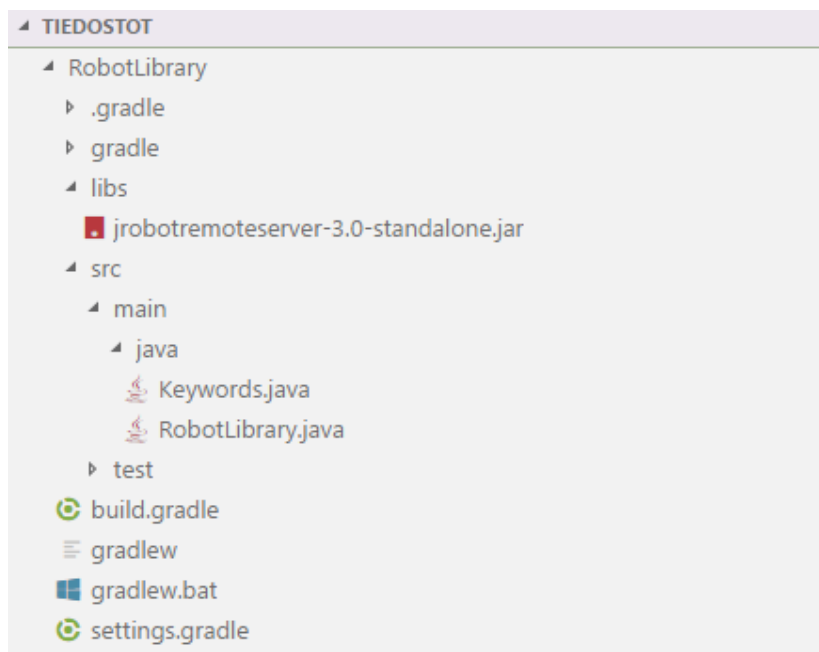 TIEDOSTOT
RobotLibrary
.gradle
gradle
libs
jrobotremoteserver-3.0-standalone.jar
src
main
java
Keywords.java
RobotLibrary.java
test
build.gradle
gradlew
gradlew.bat
settings.gradle